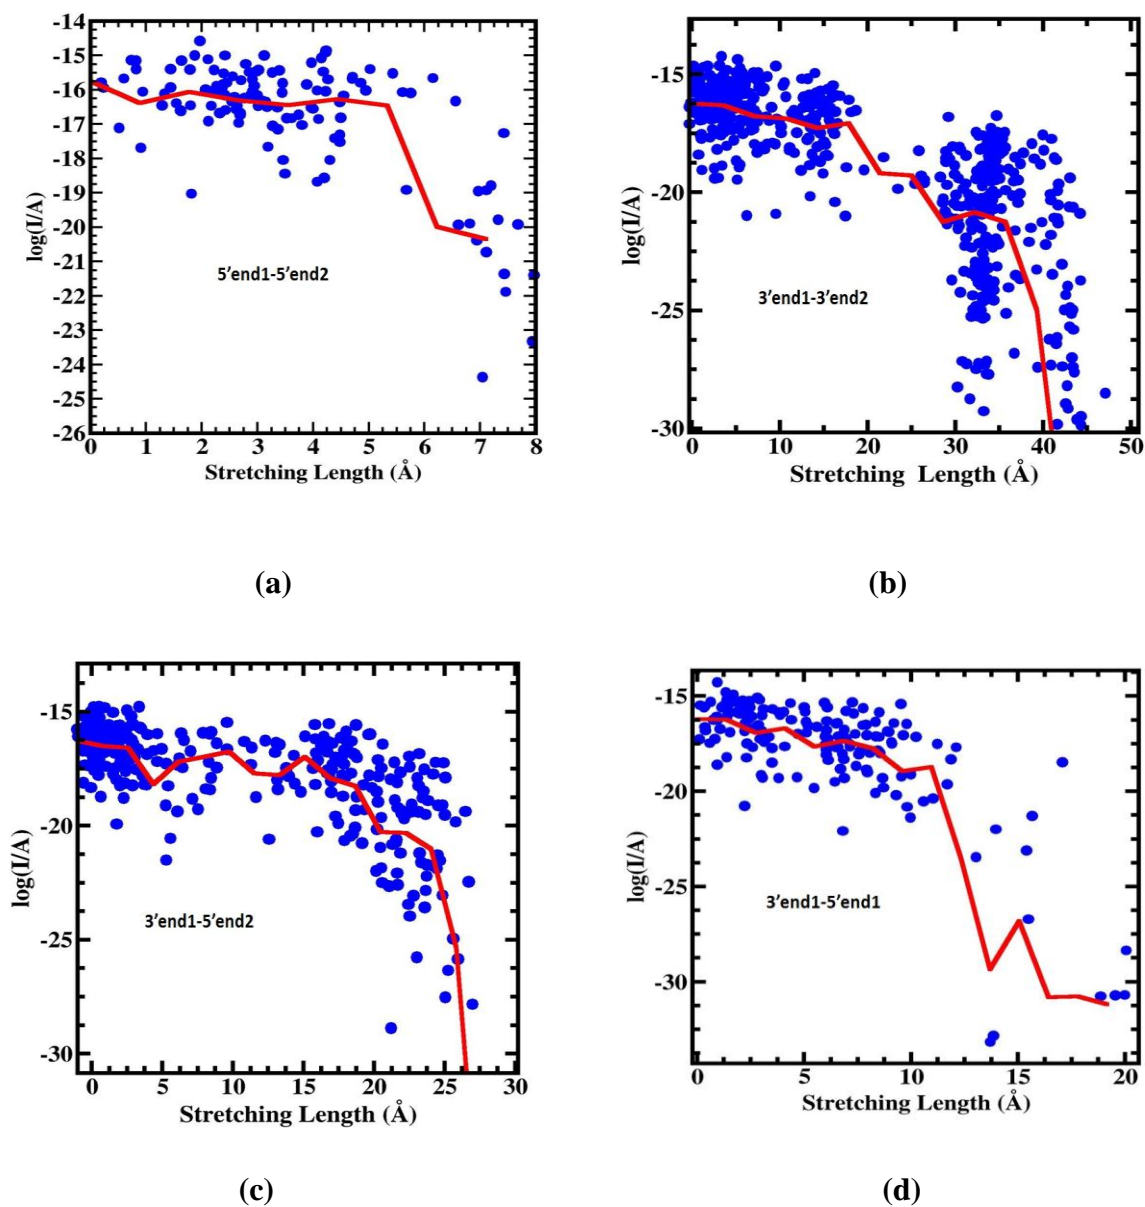 -14
-15
-16
-17
-18
-19
-20
-21
-22
-23
-24
-25
-26
log(I/A)
5'end1-5'end2
0 1 2 3 4 5 6 7 8
Stretching Length (Å)
(a)
-15
-20
-25
-30
log(I/A)
3'end1-3'end2
0 10 20 30 40 50
Stretching Length (Å)
(b)
-15
-20
-25
-30
log(I/A)
3'end1-5'end2
0 5 10 15 20 25 30
Stretching Length (Å)
(c)
-15
-20
-25
-30
log(I/A)
3'end1-5'end1
0 5 10 15 20
Stretching Length (Å)
(d)